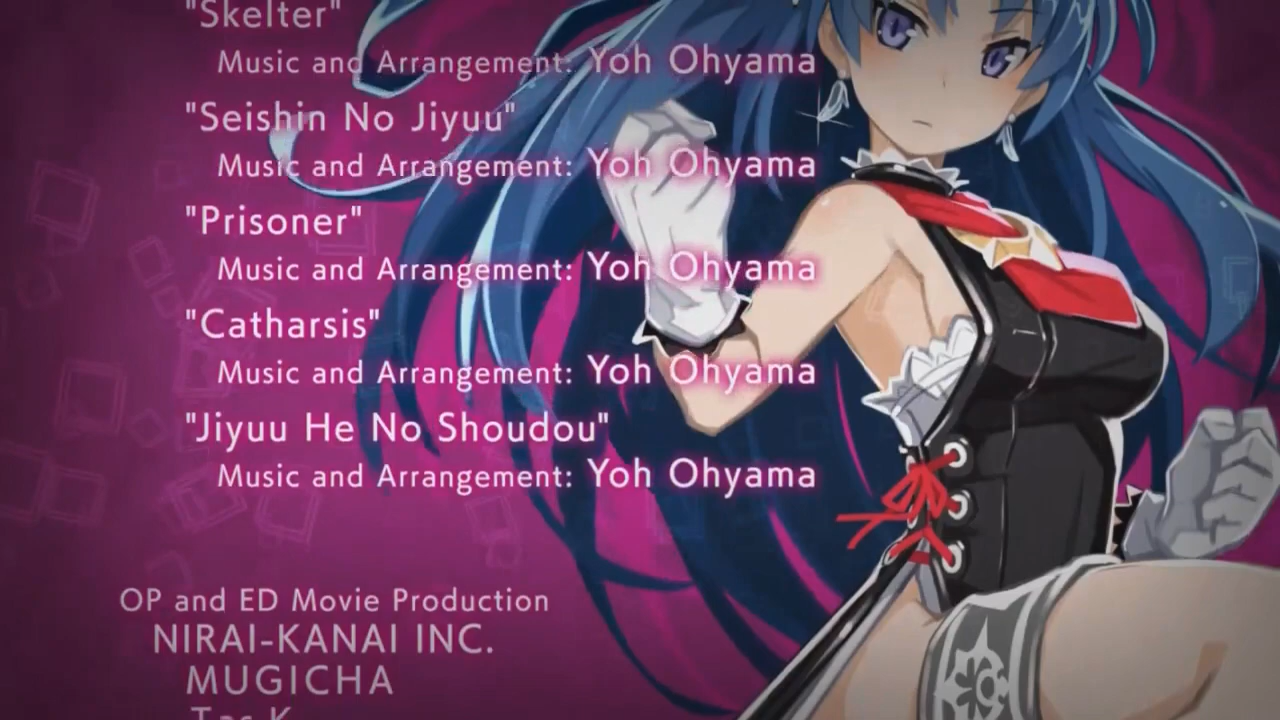 "Skelter"
Music and Arrangement: Yoh Ohyama
"Seishin No Jiyuu"
Music and Arrangement: Yoh Ohyama
"Prisoner"
Music and Arrangement: Yoh Ohyama
"Catharsis"
Music and Arrangement: Yoh Ohyama
"Jiyuu He No Shoudou"
Music and Arrangement: Yoh Ohyama
OP and ED Movie Production
NIRAI-KANAI INC.
MUGICHA